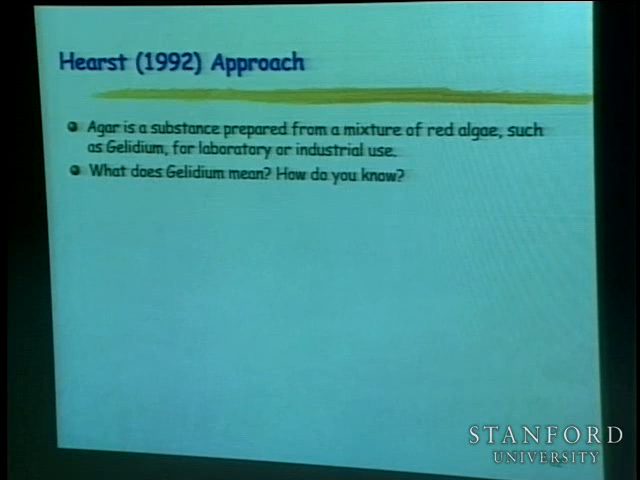 Hearst (1992) Approach
Agar is a substance prepared from a mixture of red algae, such
as Gelidium, for laboratory or industrial use.
What does Gelidium mean? How do you know?
STANFORD
UNIVERSITY